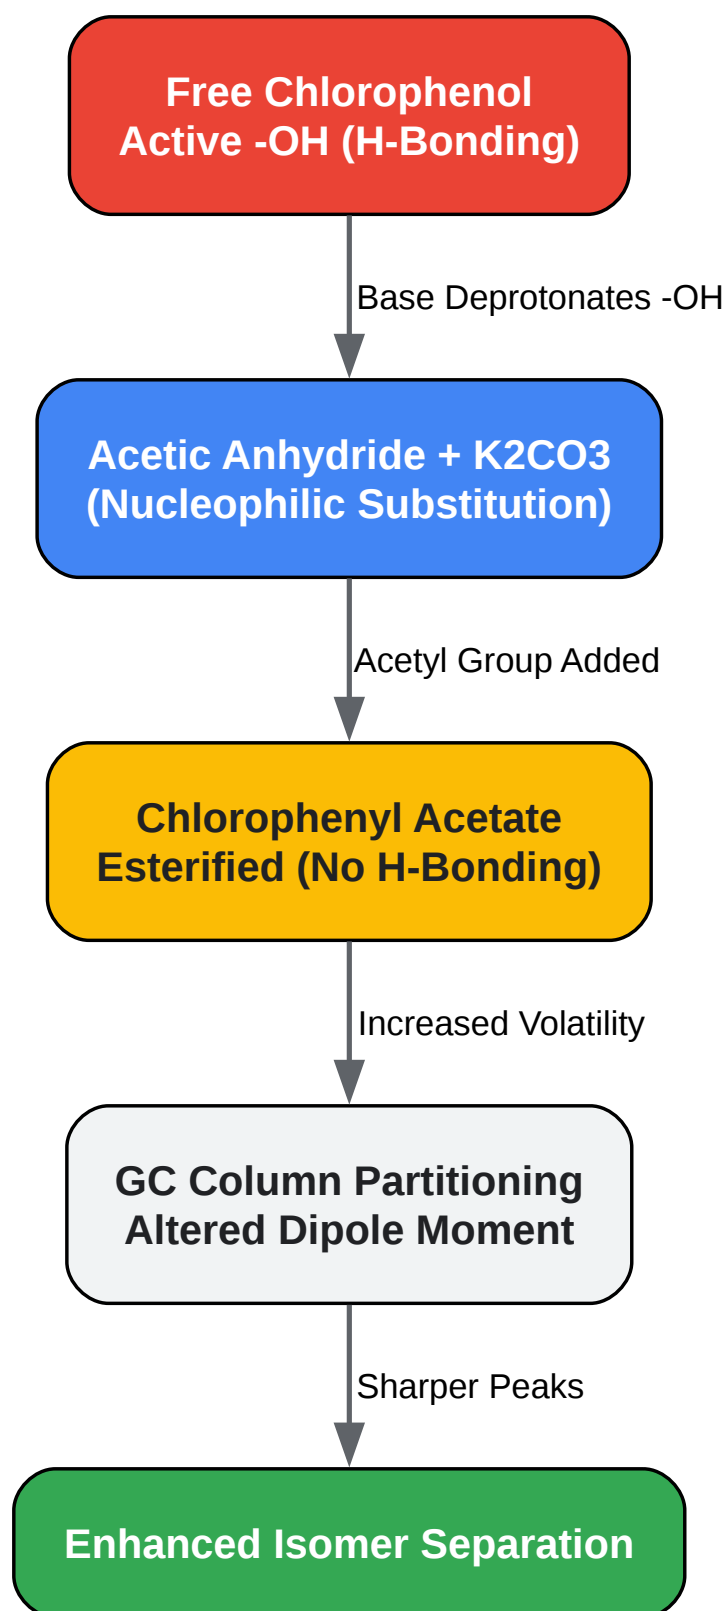 Free Chlorophenol
Active -OH (H-Bonding)
Base Deprotonates -OH
Acetic Anhydride + K2CO3
(Nucleophilic Substitution)
Acetyl Group Added
Chlorophenyl Acetate
Esterified (No H-Bonding)
Increased Volatility
GC Column Partitioning
Altered Dipole Moment
Sharper Peaks
Enhanced Isomer Separation